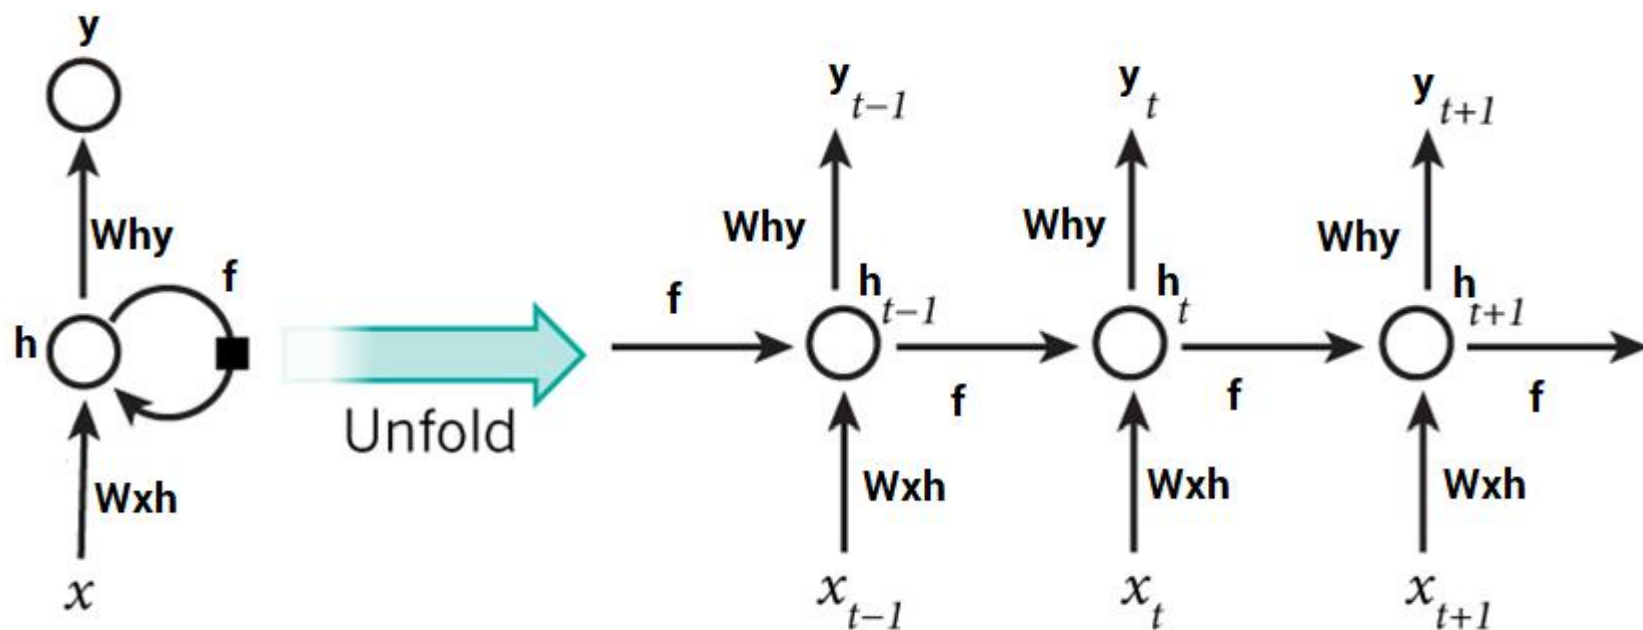 y
Why
f
h
Wxh
x
Unfold
y t-1
y t
y t+1
Why
Why
Why
f
h t-1
h t
h t+1
f
f
f
Wxh
Wxh
Wxh
x t-1
x t
x t+1